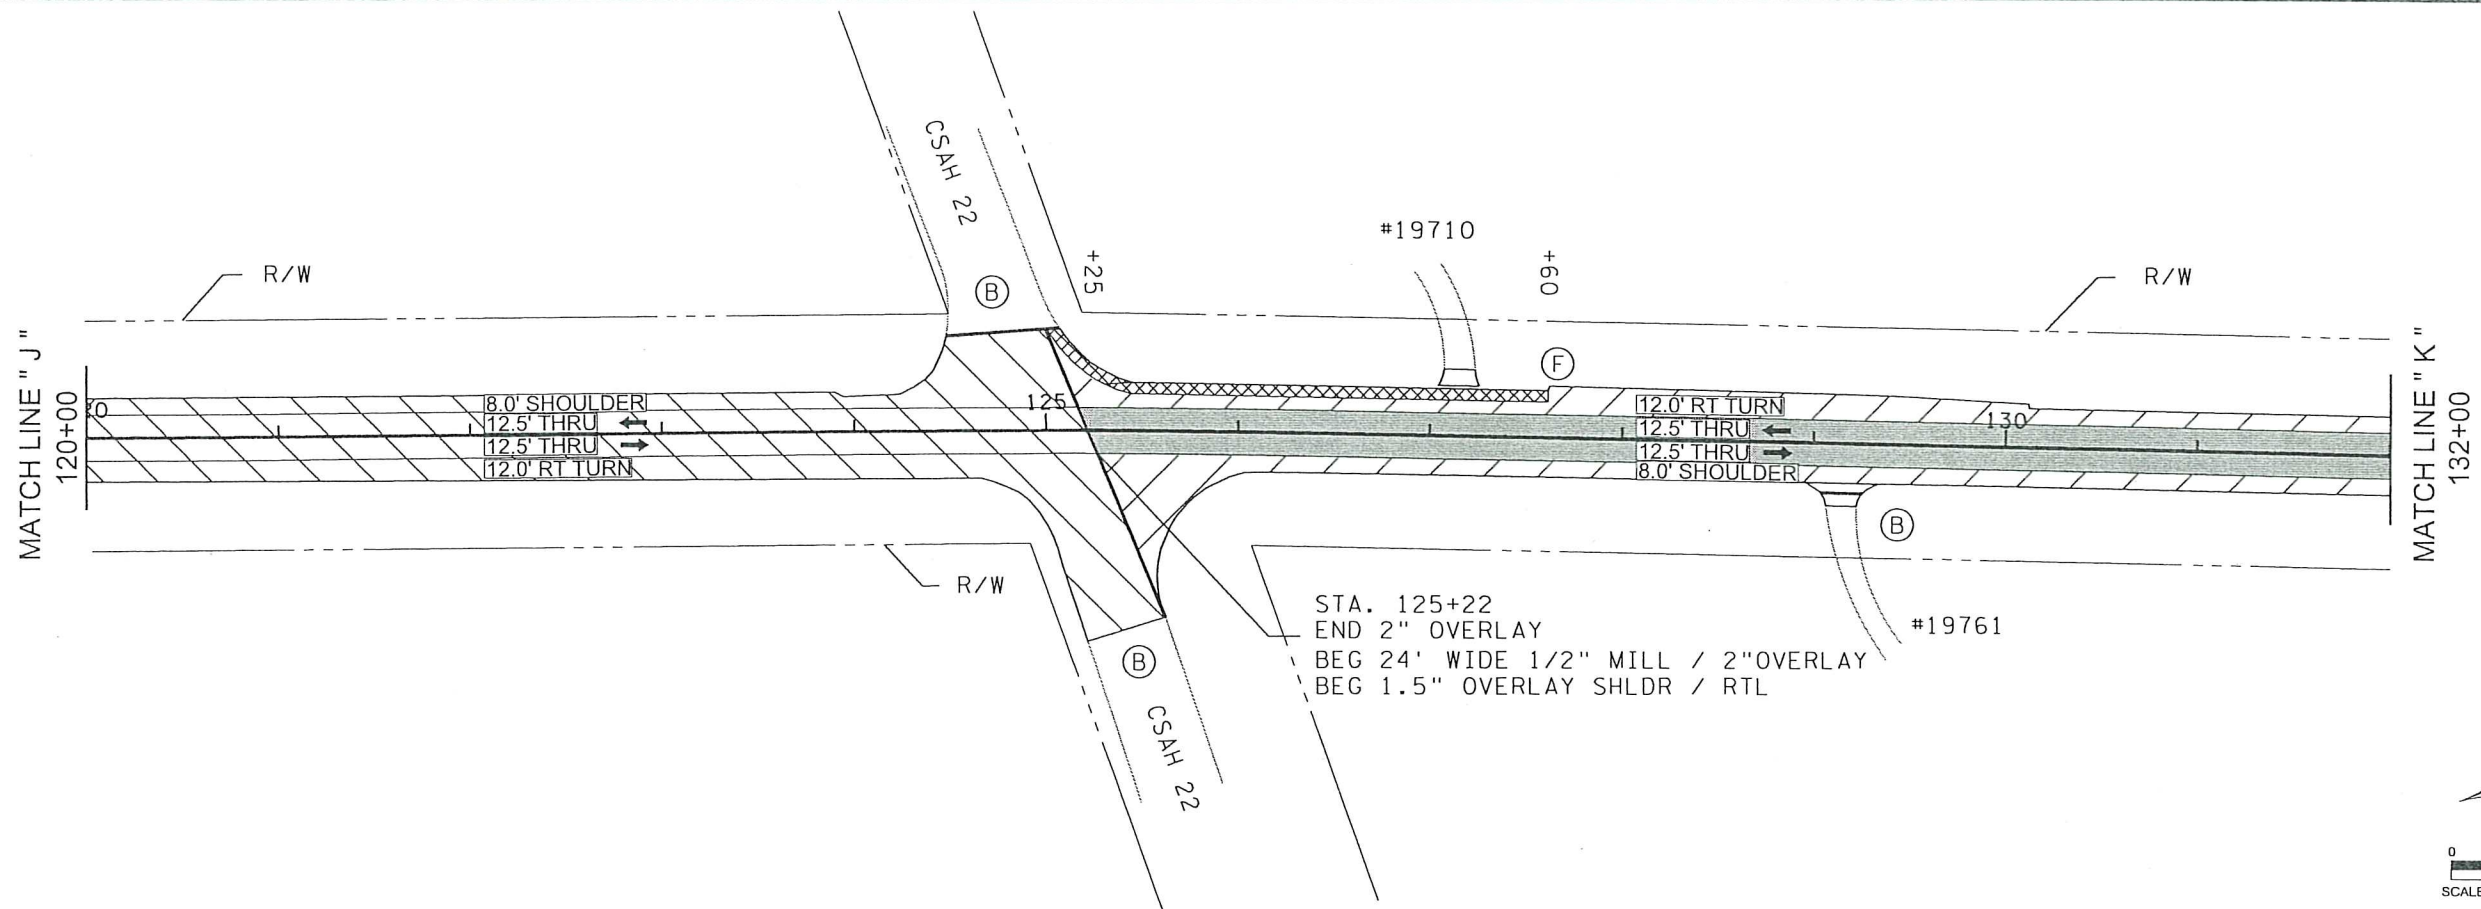 CSAH 22
#19710
+25
+60
R/W
R/W
B
F
MATCH LINE "J"
120+00
8.0' SHOULDER
12.5' THRU
12.5' THRU
12.0' RT TURN
125
12.0' RT TURN
12.5' THRU
12.5' THRU
8.0' SHOULDER
130
MATCH LINE "K"
132+00
B
R/W
STA. 125+22
END 2" OVERLAY
BEG 24' WIDE 1/2" MILL / 2"OVERLAY
BEG 1.5" OVERLAY SHLDR / RTL
#19761
B
CSAH 22
0
SCALE